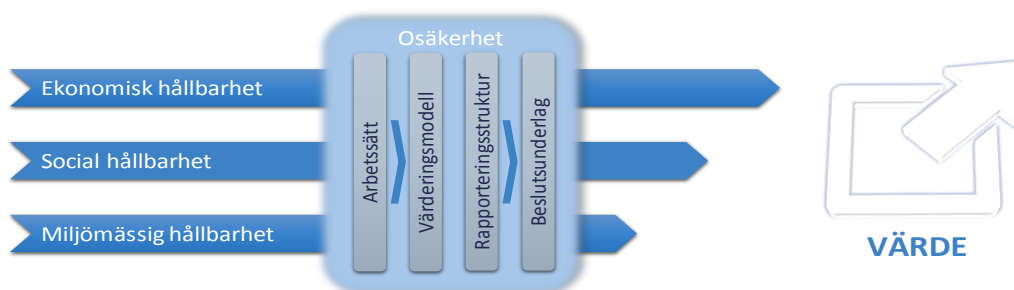 Osäkerhet
Ekonomisk hållbarhet
Social hållbarhet
Miljömässig hållbarhet
Arbetssätt
Värderingsmodell
Rapporteringsstruktur
Beslutsunderlag
VÄRDE